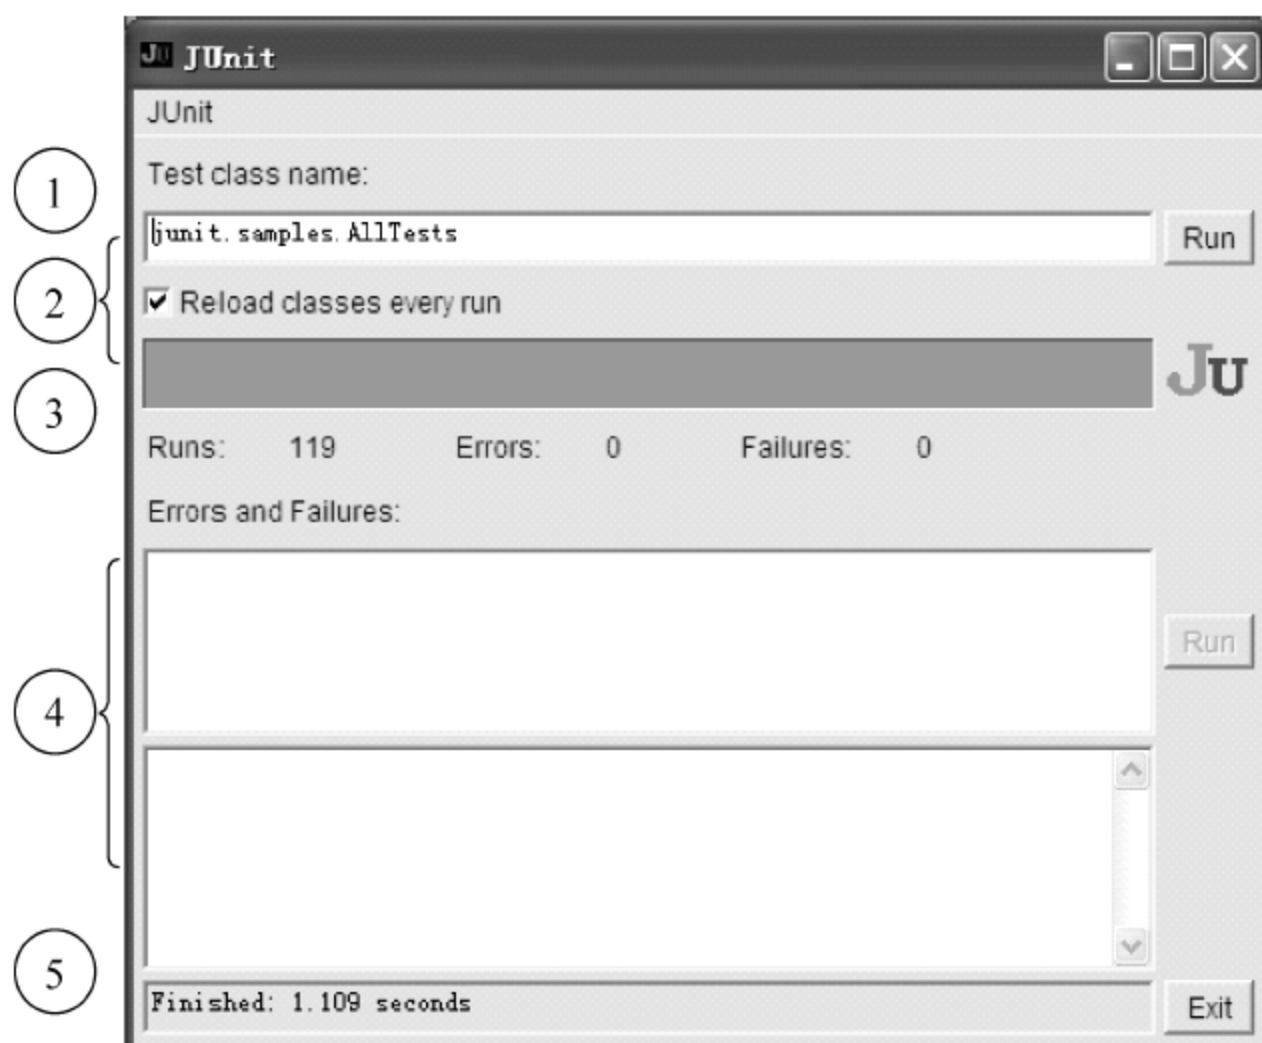 JU JUnit
JUnit
1
Test class name:
junit.samples.AllTests
Run
2
Reload classes every run
JU
3
Runs: 119 Errors: 0 Failures: 0
Errors and Failures:
Run
4
5
Finished: 1.109 seconds
Exit